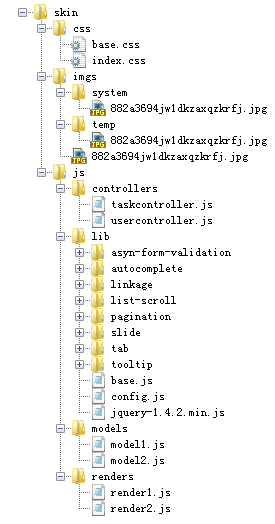 skin
css
base.css
index.css
imgs
system
882a3694jw1dkzaxqzkrfj.jpg
temp
882a3694jw1dkzaxqzkrfj.jpg
882a3694jw1dkzaxqzkrfj.jpg
js
controllers
taskcontroller.js
usercontroller.js
lib
asyn-form-validation
autocomplete
linkage
list-scroll
pagination
slide
tab
tooltip
base.js
config.js
jquery-1.4.2.min.js
models
model1.js
model2.js
renders
render1.js
render2.js